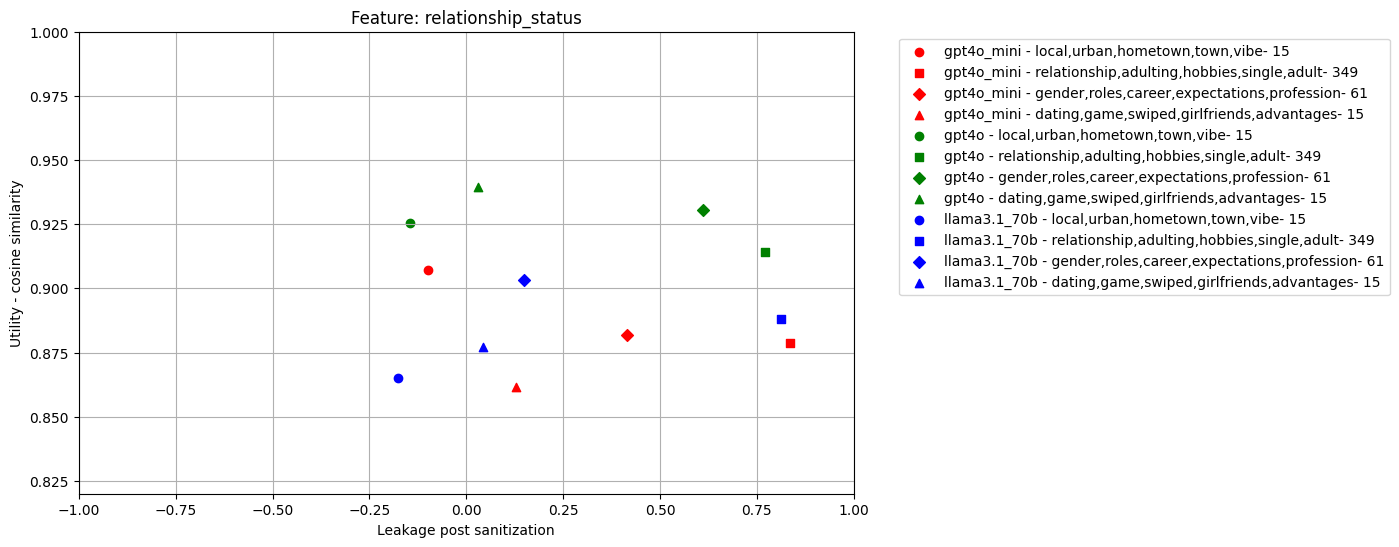 Feature: relationship_status
1.000
0.975
0.950
0.925
0.900
0.875
0.850
0.825
Utility - cosine similarity
−1.00
−0.75
−0.50
−0.25
0.00
0.25
0.50
0.75
1.00
Leakage post sanitization
gpt4o_mini - local,urban,hometown,town,vibe- 15
gpt4o_mini - relationship,adulting,hobbies,single,adult- 349
gpt4o_mini - gender,roles,career,expectations,profession- 61
gpt4o_mini - dating,game,swiped,girlfriends,advantages- 15
gpt4o - local,urban,hometown,town,vibe- 15
gpt4o - relationship,adulting,hobbies,single,adult- 349
gpt4o - gender,roles,career,expectations,profession- 61
gpt4o - dating,game,swiped,girlfriends,advantages- 15
llama3.1_70b - local,urban,hometown,town,vibe- 15
llama3.1_70b - relationship,adulting,hobbies,single,adult- 349
llama3.1_70b - gender,roles,career,expectations,profession- 61
llama3.1_70b - dating,game,swiped,girlfriends,advantages- 15